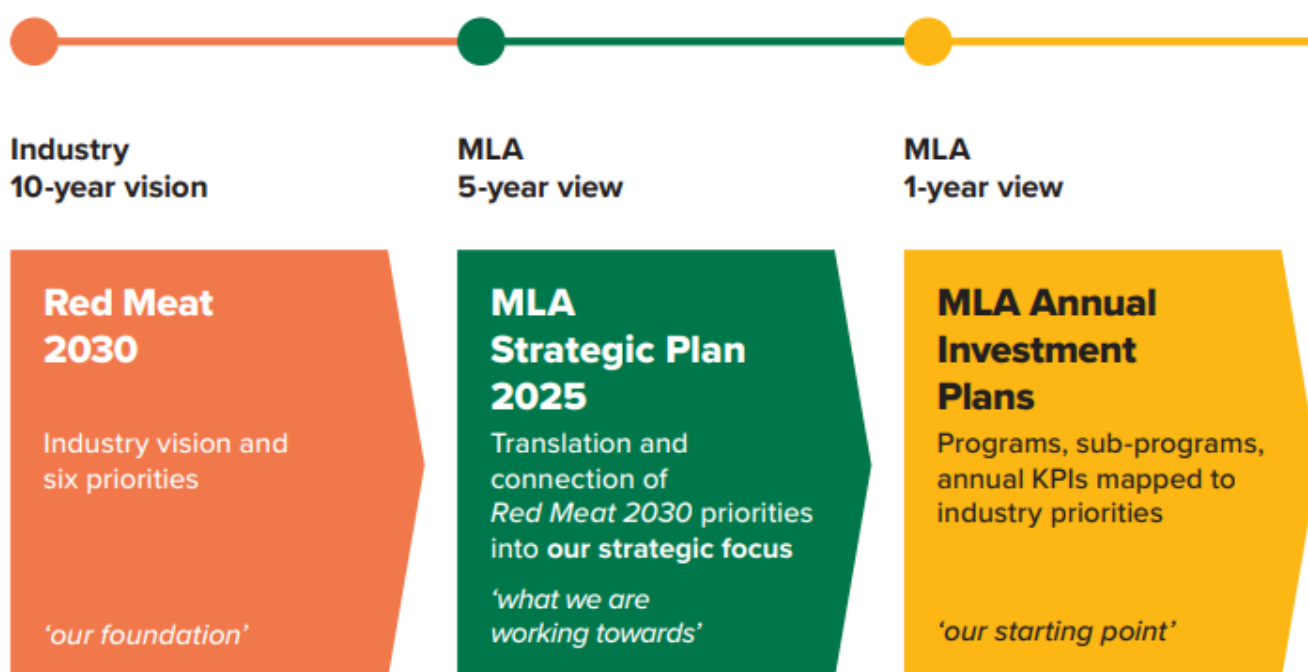 Industry
10-year vision
MLA
5-year view
MLA
1-year view
Red Meat
2030
Industry vision and
six priorities
‘our foundation’
MLA
Strategic Plan
2025
Translation and
connection of
Red Meat 2030 priorities
into our strategic focus
‘what we are
working towards’
MLA Annual
Investment
Plans
Programs, sub-programs,
annual KPIs mapped to
industry priorities
‘our starting point’